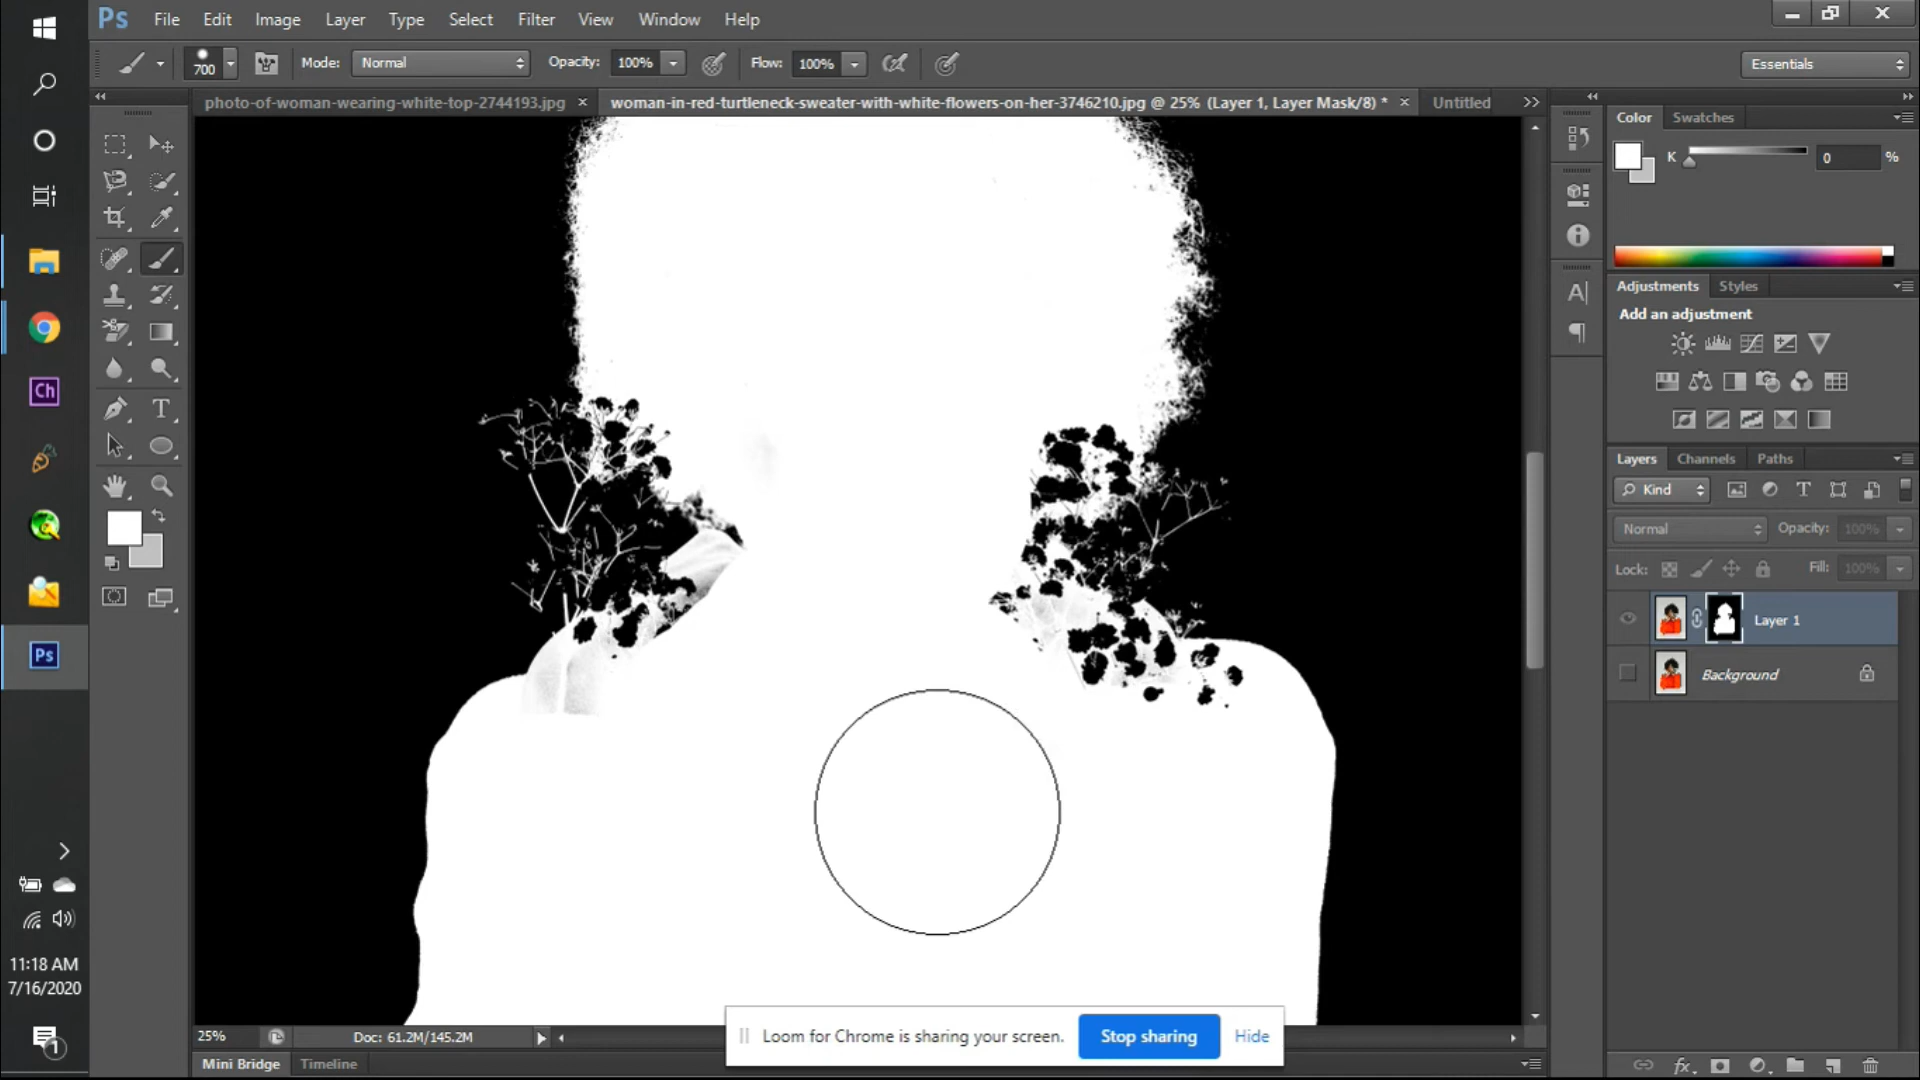 Ps File Edit Image Layer Type Select Filter View Window Help
700 Mode: Normal Opacity: 100% Flow: 100% Essentials
photo-of-woman-wearing-white-top-2744193.jpg × woman-in-red-turtleneck-sweater-with-white-flowers-on-her-3746210.jpg @ 25% (Layer 1, Layer Mask/8) * × Untitled >>
Color Swatches
K 0 %
Adjustments Styles
Add an adjustment
Layers Channels Paths
Kind
Normal Opacity: 100%
Lock: Fill: 100%
Layer 1
Background
Ch
T
A
Ps
11:18 AM
7/16/2020
1
25% Doc: 61.2M/145.2M
Loom for Chrome is sharing your screen. Stop sharing Hide
Mini Bridge Timeline
fx